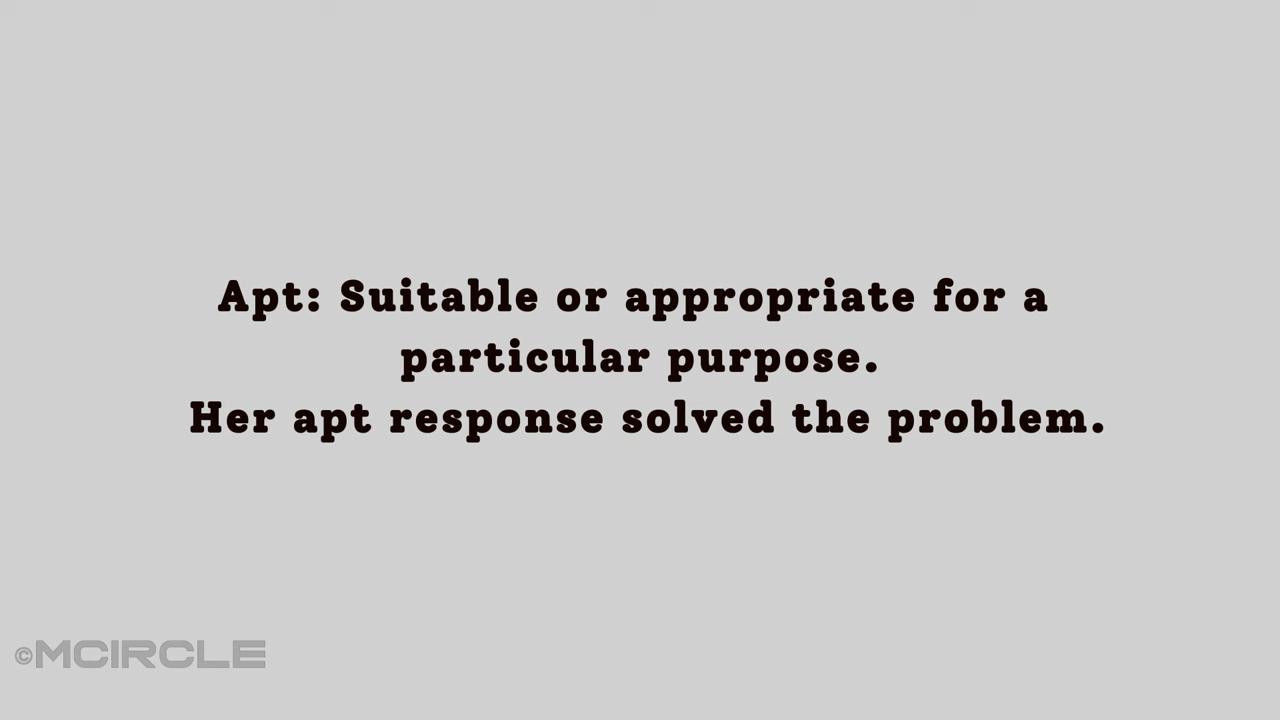 Apt: Suitable or appropriate for a
particular purpose.
Her apt response solved the problem.
©MCIRCLE